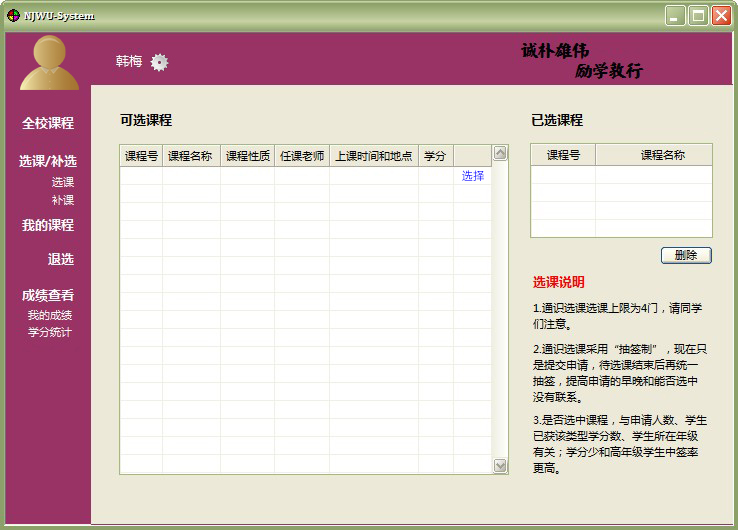 NJWU-System
韩梅
诚朴雄伟
励学敦行
全校课程
选课/补选
选课
补课
我的课程
退选
成绩查看
我的成绩
学分统计
可选课程
课程号 课程名称 课程性质 任课老师 上课时间和地点 学分
选择
已选课程
课程号 课程名称
删除
选课说明
1.通识选课选课上限为4门，请同学
们注意。
2.通识选课采用“抽签制”，现在只
是提交申请，待选课结束后再统一
抽签，提高申请的早晚和能否选中
没有联系。
3.是否选中课程，与申请人数、学生
已获该类型学分数、学生所在年级
有关；学分少和高年级学生中签率
更高。